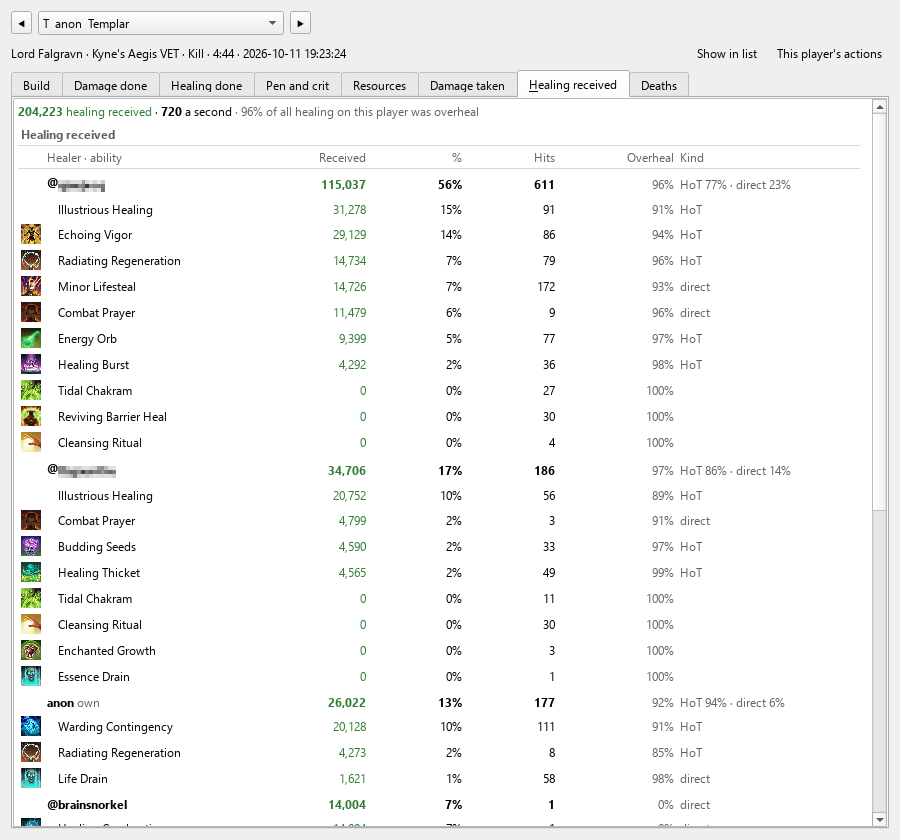 T anon Templar
Lord Falgravn · Kyne's Aegis VET · Kill · 4:44 · 2026-10-11 19:23:24 Show in list This player's actions
Build Damage done Healing done Pen and crit Resources Damage taken Healing received Deaths
204,223 healing received · 720 a second · 96% of all healing on this player was overheal
Healing received
Healer · ability Received % Hits Overheal Kind
@ 115,037 56% 611 96% HoT 77% · direct 23%
Illustrious Healing 31,278 15% 91 91% HoT
Echoing Vigor 29,129 14% 86 94% HoT
Radiating Regeneration 14,734 7% 79 96% HoT
Minor Lifesteal 14,726 7% 172 93% direct
Combat Prayer 11,479 6% 9 96% direct
Energy Orb 9,399 5% 77 97% HoT
Healing Burst 4,292 2% 36 98% HoT
Tidal Chakram 0 0% 27 100%
Reviving Barrier Heal 0 0% 30 100%
Cleansing Ritual 0 0% 4 100%
@ 34,706 17% 186 97% HoT 86% · direct 14%
Illustrious Healing 20,752 10% 56 89% HoT
Combat Prayer 4,799 2% 3 91% direct
Budding Seeds 4,590 2% 33 97% HoT
Healing Thicket 4,565 2% 49 99% HoT
Tidal Chakram 0 0% 11 100%
Cleansing Ritual 0 0% 30 100%
Enchanted Growth 0 0% 3 100%
Essence Drain 0 0% 1 100%
anon own 26,022 13% 177 92% HoT 94% · direct 6%
Warding Contingency 20,128 10% 111 91% HoT
Radiating Regeneration 4,273 2% 8 85% HoT
Life Drain 1,621 1% 58 98% direct
@brainsnorkel 14,004 7% 1 0% direct